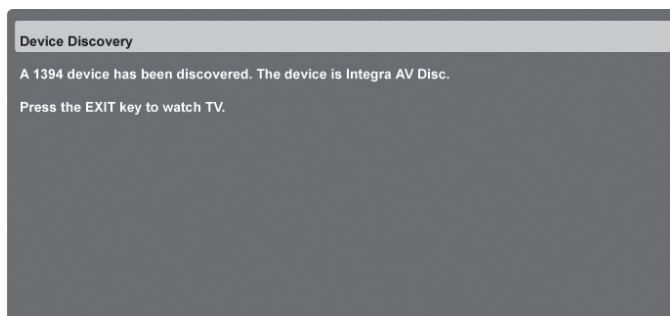 Device Discovery
A 1394 device has been discovered. The device is Integra AV Disc.
Press the EXIT key to watch TV.